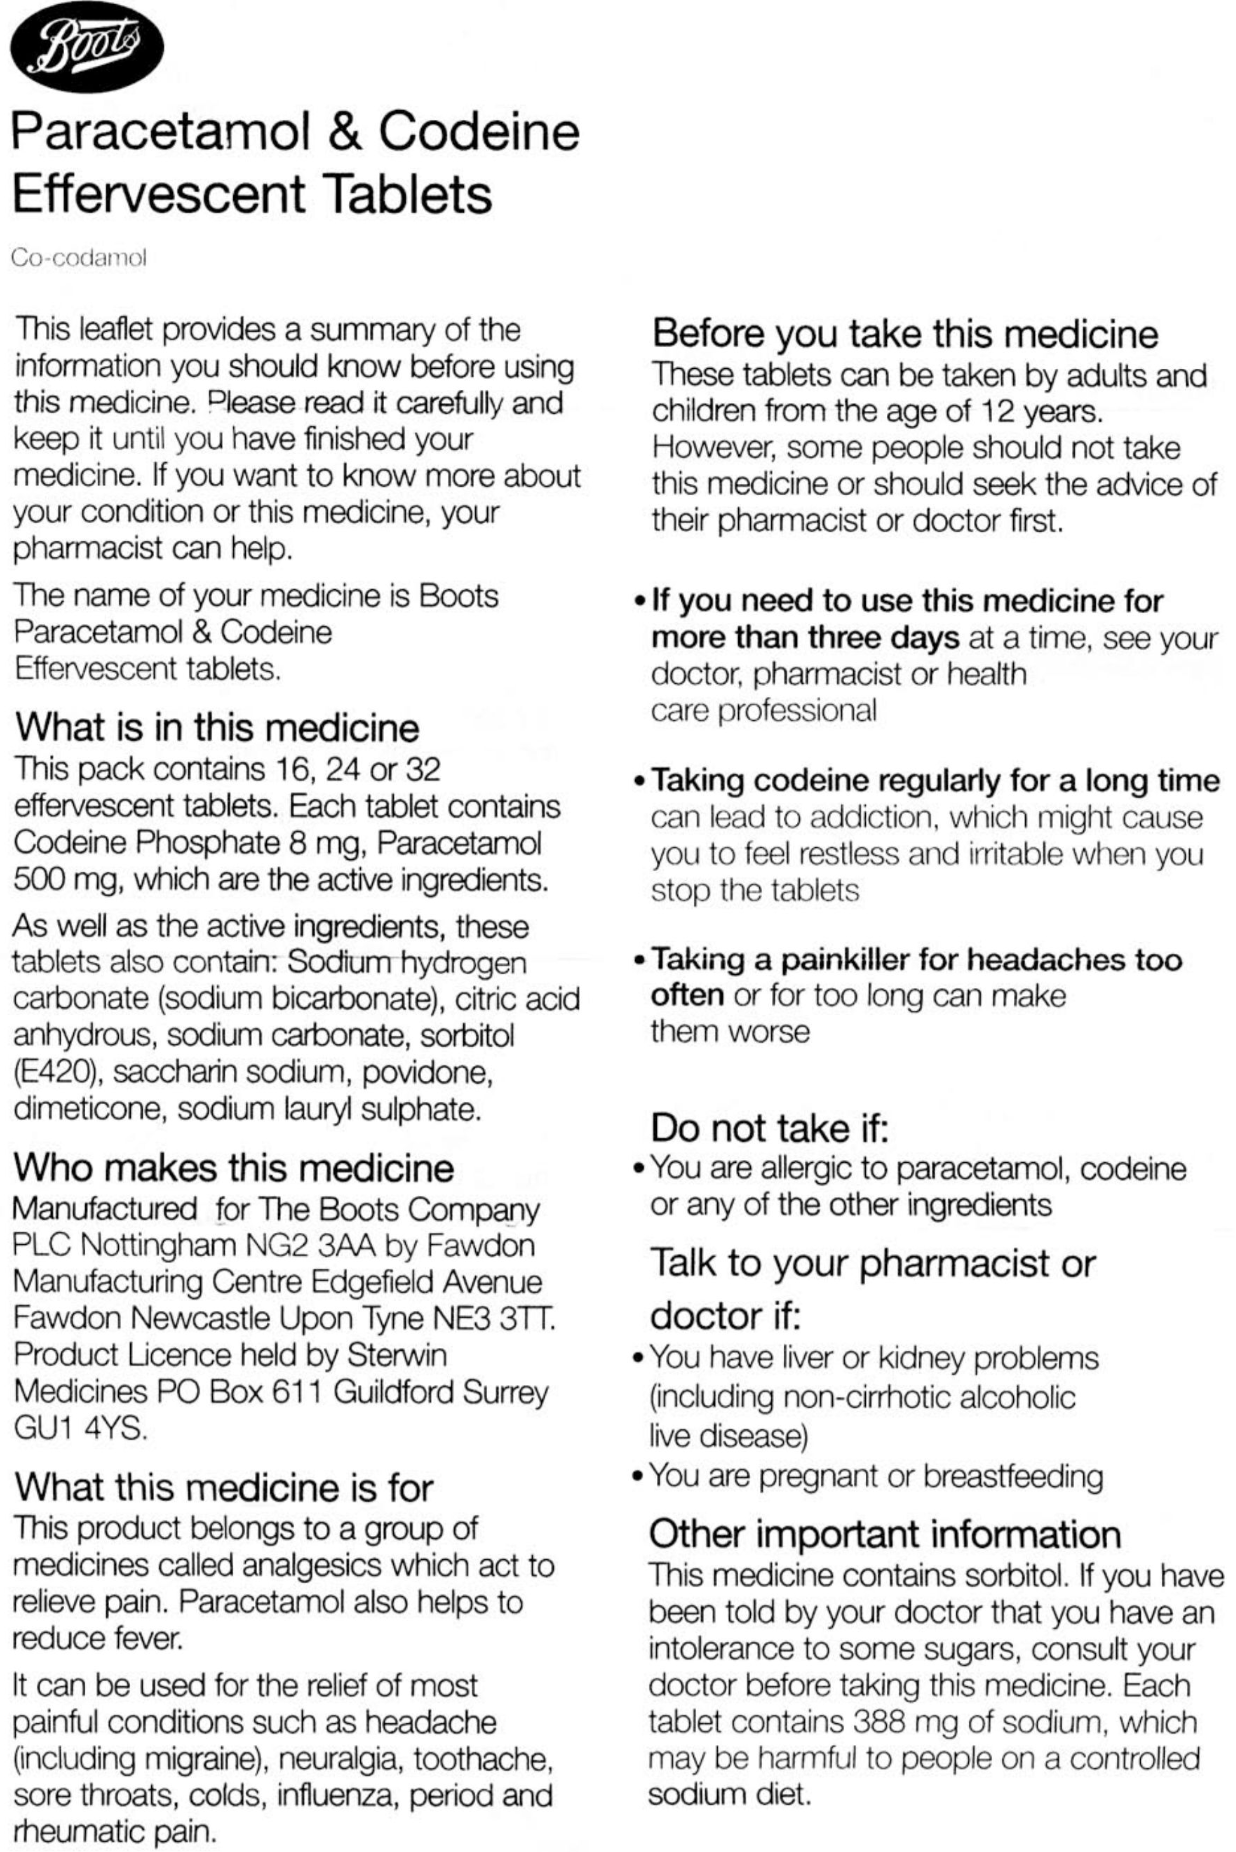 Boots
Paracetamol & Codeine
Effervescent Tablets
Co-codamol
This leaflet provides a summary of the
information you should know before using
this medicine. Please read it carefully and
keep it until you have finished your
medicine. If you want to know more about
your condition or this medicine, your
pharmacist can help.
The name of your medicine is Boots
Paracetamol & Codeine
Effervescent tablets.
What is in this medicine
This pack contains 16, 24 or 32
effervescent tablets. Each tablet contains
Codeine Phosphate 8 mg, Paracetamol
500 mg, which are the active ingredients.
As well as the active ingredients, these
tablets also contain: Sodium hydrogen
carbonate (sodium bicarbonate), citric acid
anhydrous, sodium carbonate, sorbitol
(E420), saccharin sodium, povidone,
dimeticone, sodium lauryl sulphate.
Who makes this medicine
Manufactured for The Boots Company
PLC Nottingham NG2 3AA by Fawdon
Manufacturing Centre Edgefield Avenue
Fawdon Newcastle Upon Tyne NE3 3TT.
Product Licence held by Sterwin
Medicines PO Box 611 Guildford Surrey
GU1 4YS.
What this medicine is for
This product belongs to a group of
medicines called analgesics which act to
relieve pain. Paracetamol also helps to
reduce fever.
It can be used for the relief of most
painful conditions such as headache
(including migraine), neuralgia, toothache,
sore throats, colds, influenza, period and
rheumatic pain.
Before you take this medicine
These tablets can be taken by adults and
children from the age of 12 years.
However, some people should not take
this medicine or should seek the advice of
their pharmacist or doctor first.
• If you need to use this medicine for
more than three days at a time, see your
doctor, pharmacist or health
care professional
• Taking codeine regularly for a long time
can lead to addiction, which might cause
you to feel restless and irritable when you
stop the tablets
• Taking a painkiller for headaches too
often or for too long can make
them worse
Do not take if:
• You are allergic to paracetamol, codeine
or any of the other ingredients
Talk to your pharmacist or
doctor if:
• You have liver or kidney problems
(including non-cirrhotic alcoholic
live disease)
• You are pregnant or breastfeeding
Other important information
This medicine contains sorbitol. If you have
been told by your doctor that you have an
intolerance to some sugars, consult your
doctor before taking this medicine. Each
tablet contains 388 mg of sodium, which
may be harmful to people on a controlled
sodium diet.